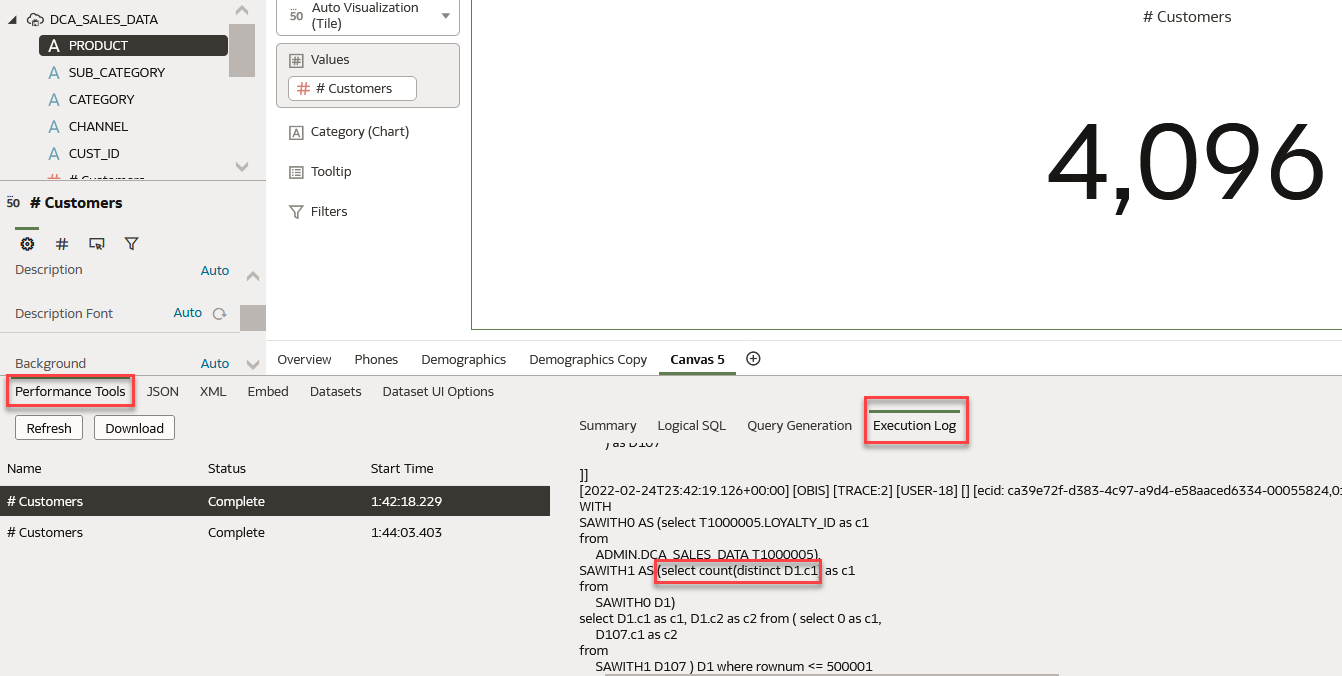 DCA_SALES_DATA
A PRODUCT
A SUB_CATEGORY
A CATEGORY
A CHANNEL
A CUST_ID
# Customers
50 # Customers
#
Description Auto
Description Font Auto
Background Auto
50 Auto Visualization
(Tile)
# Values
# # Customers
A Category (Chart)
Tooltip
Filters
# Customers
4,096
Overview Phones Demographics Demographics Copy Canvas 5
Performance Tools JSON XML Embed Datasets Dataset UI Options
Refresh Download
Name Status Start Time
# Customers Complete 1:42:18.229
# Customers Complete 1:44:03.403
Summary Logical SQL Query Generation Execution Log
) as D107
]]
[2022-02-24T23:42:19.126+00:00] [OBIS] [TRACE:2] [USER-18] [] [ecid: ca39e72f-d383-4c97-a9d4-e58aaced6334-00055824,0:
WITH
SAWITH0 AS (select T1000005.LOYALTY_ID as c1
from
ADMIN.DCA_SALES_DATA T1000005),
SAWITH1 AS (select count(distinct D1.c1) as c1
from
SAWITH0 D1)
select D1.c1 as c1, D1.c2 as c2 from ( select 0 as c1,
D107.c1 as c2
from
SAWITH1 D107 ) D1 where rownum <= 500001